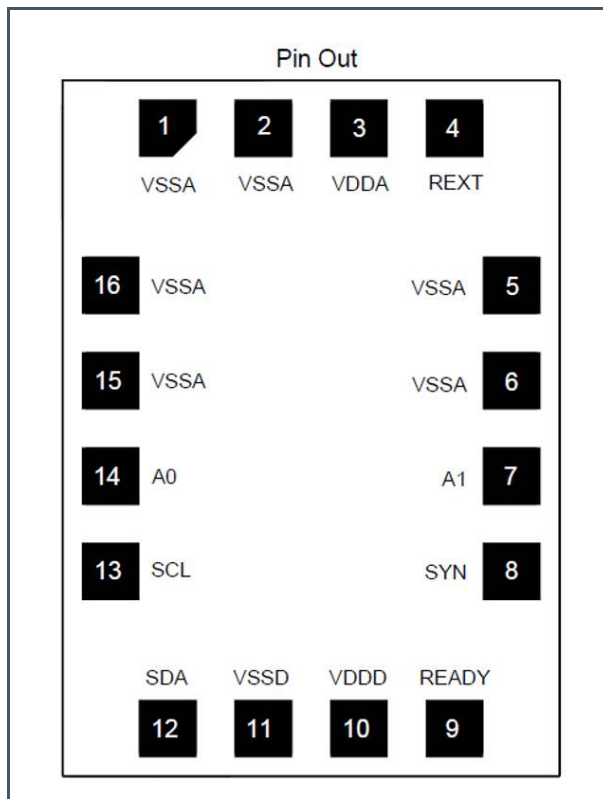 Pin Out
1 2 3 4
VSSA VSSA VDDA REXT
16 VSSA VSSA 5
15 VSSA VSSA 6
14 A0 A1 7
13 SCL SYN 8
SDA VSSD VDDD READY
12 11 10 9